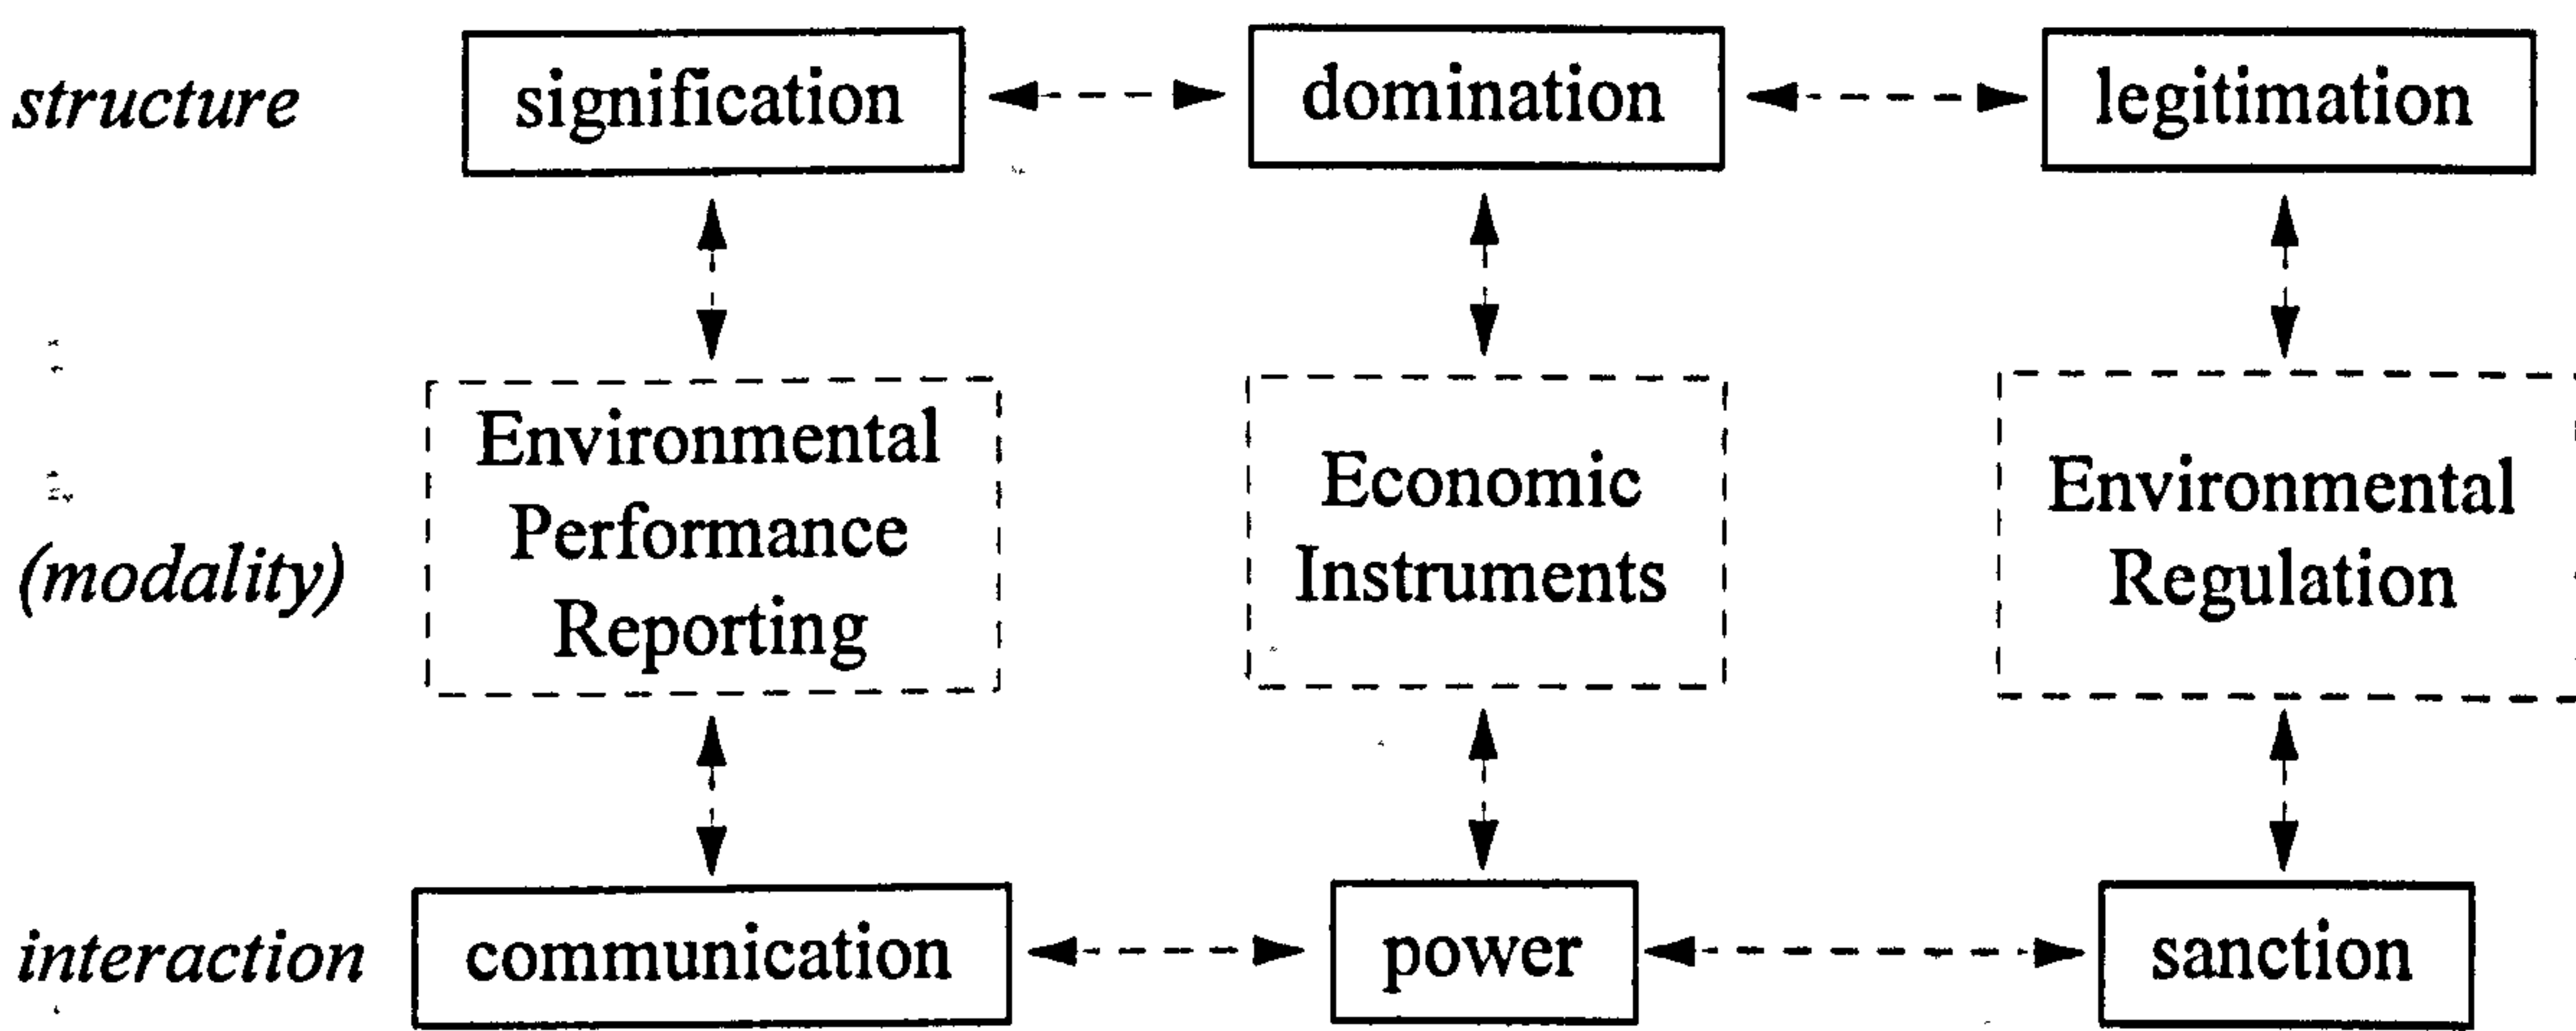 structure
signification
domination
legitimation
(modality)
Environmental
Performance
Reporting
Economic
Instruments
Environmental
Regulation
interaction
communication
power
sanction